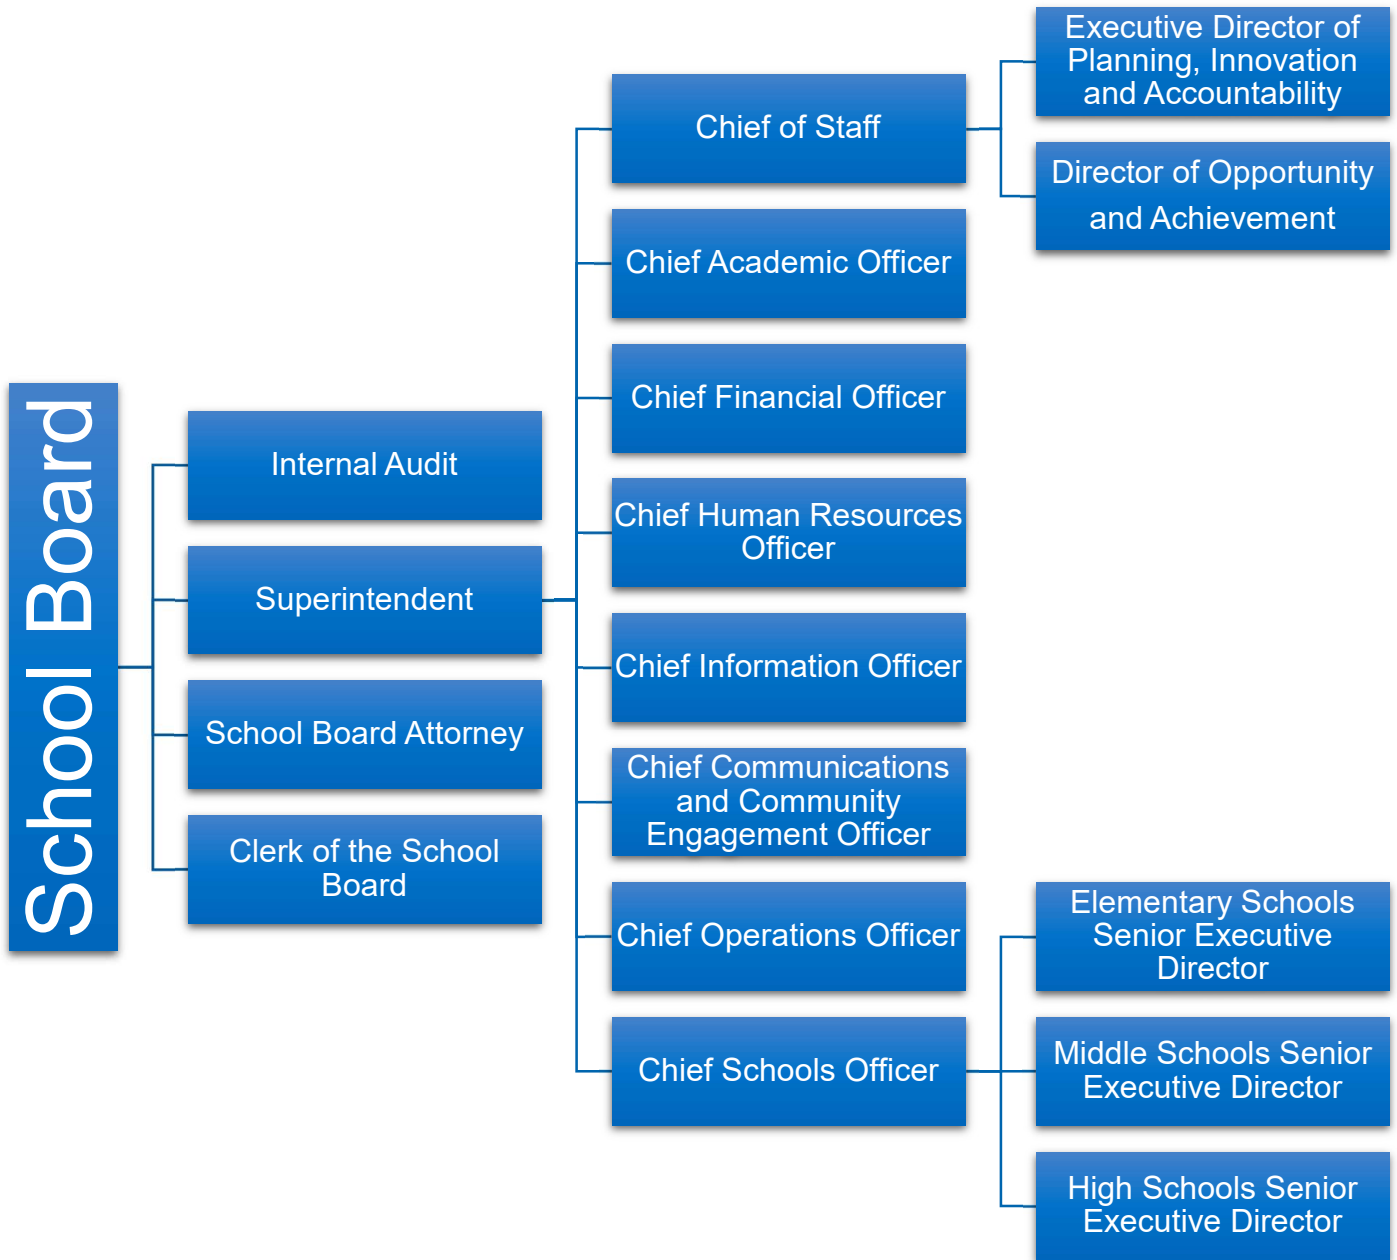 School Board
Internal Audit
Superintendent
School Board Attorney
Clerk of the School
Board
Chief of Staff
Chief Academic Officer
Chief Financial Officer
Chief Human Resources
Officer
Chief Information Officer
Chief Communications
and Community
Engagement Officer
Chief Operations Officer
Chief Schools Officer
Executive Director of
Planning, Innovation
and Accountability
Director of Opportunity
and Achievement
Elementary Schools
Senior Executive
Director
Middle Schools Senior
Executive Director
High Schools Senior
Executive Director